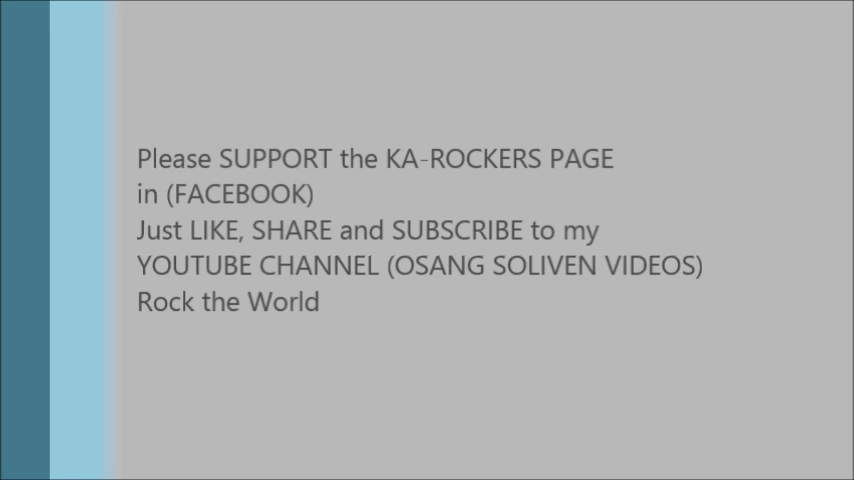 Please SUPPORT the KA-ROCKERS PAGE
in (FACEBOOK)
Just LIKE, SHARE and SUBSCRIBE to my
YOUTUBE CHANNEL (OSANG SOLIVEN VIDEOS)
Rock the World